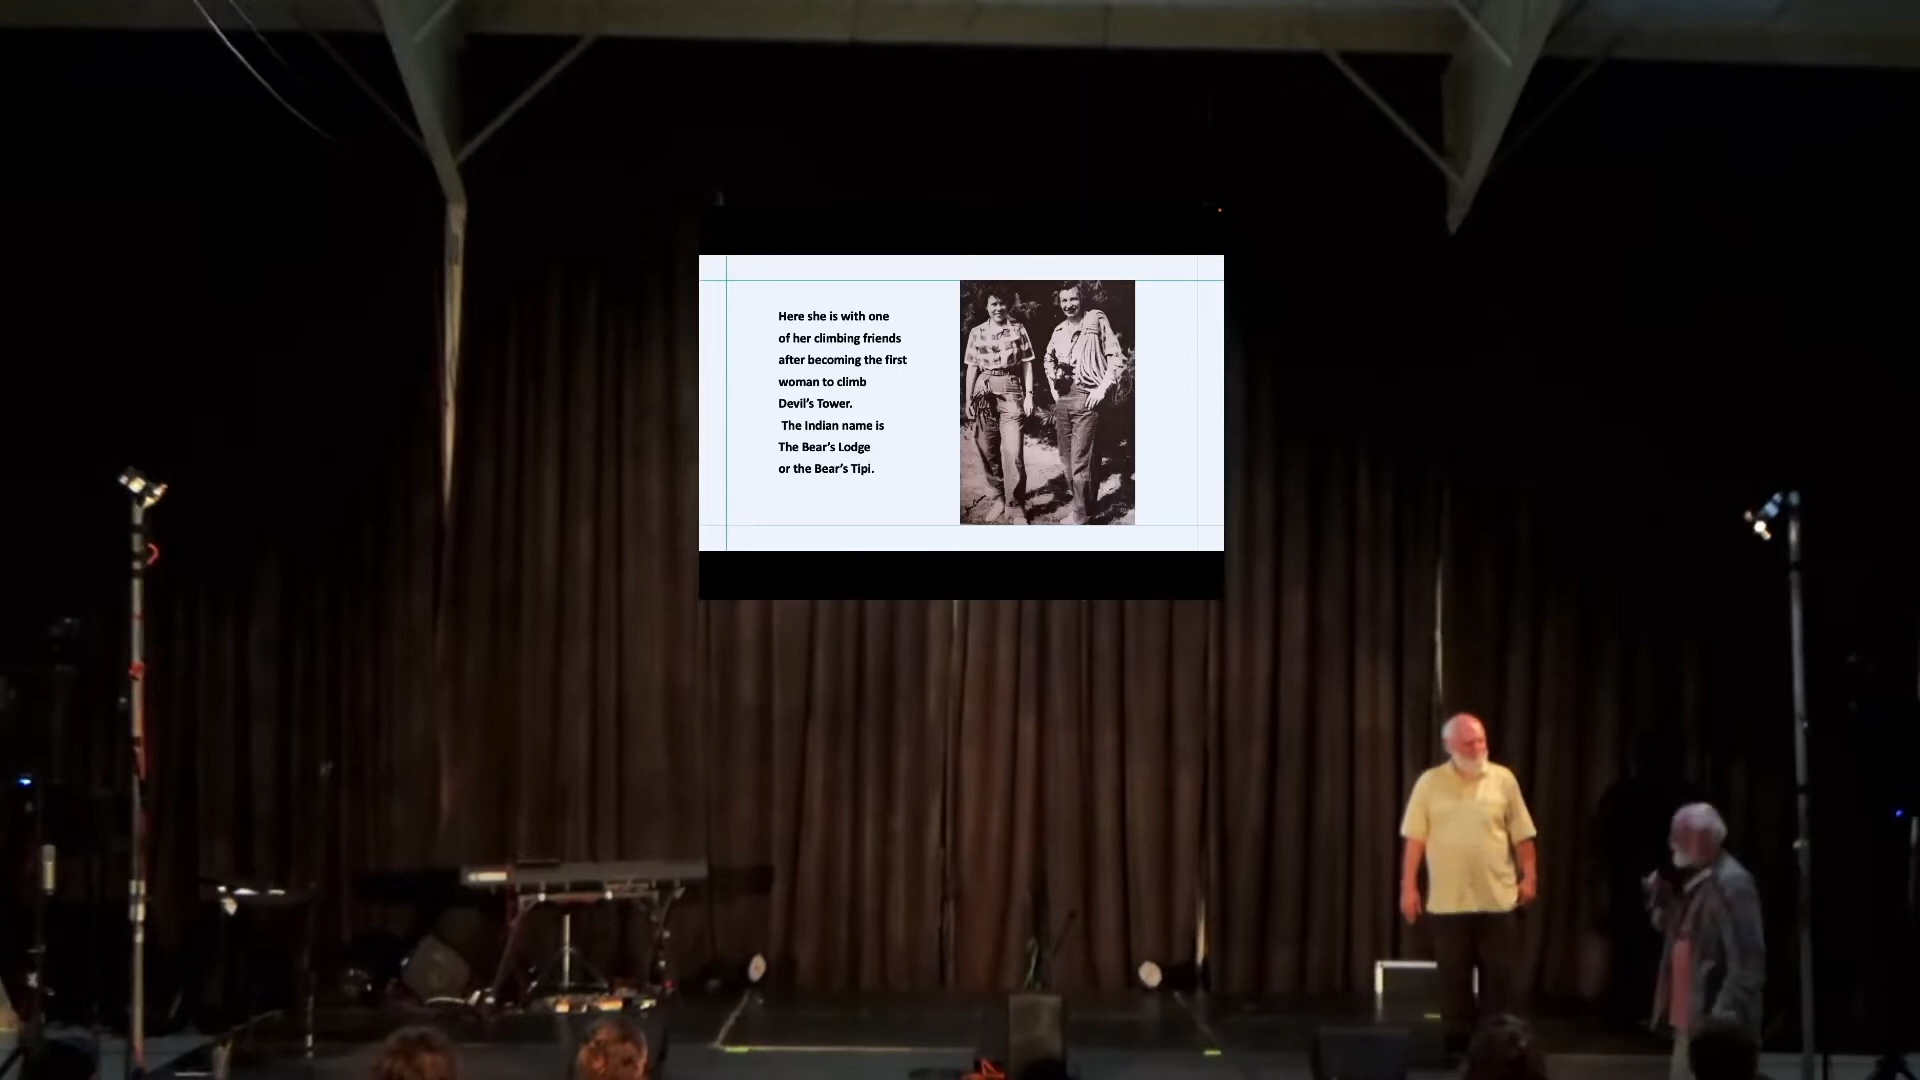 Here she is with one
of her climbing friends
after becoming the first
woman to climb
Devil's Tower.
The Indian name is
The Bear's Lodge
or the Bear's Tipi.